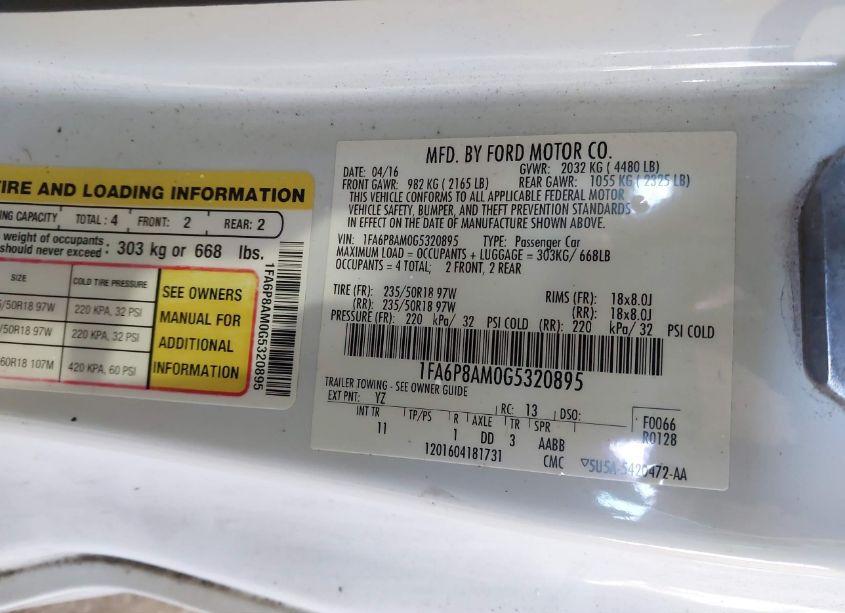 TIRE AND LOADING INFORMATION
CAPACITY TOTAL : 4 FRONT: 2 REAR: 2
weight of occupants
should never exceed : 303 kg or 668 lbs.
SIZE COLD TIRE PRESSURE
50R18 97W 220 KPA, 32 PSI
/50R18 97W 220 KPA, 32 PSI
60R18 107M 420 KPA, 60 PSI
SEE OWNERS
MANUAL FOR
ADDITIONAL
INFORMATION
1FA6P8AM0G5320895
MFD. BY FORD MOTOR CO.
DATE: 04/16 GVWR: 2032 KG ( 4480 LB)
FRONT GAWR: 982 KG ( 2165 LB) REAR GAWR: 1055 KG ( 2325 LB)
THIS VEHICLE CONFORMS TO ALL APPLICABLE FEDERAL MOTOR
VEHICLE SAFETY, BUMPER, AND THEFT PREVENTION STANDARDS
IN EFFECT ON THE DATE OF MANUFACTURE SHOWN ABOVE.
VIN: 1FA6P8AM0G5320895 TYPE: Passenger Car
MAXIMUM LOAD = OCCUPANTS + LUGGAGE = 303KG/ 668LB
OCCUPANTS = 4 TOTAL; 2 FRONT, 2 REAR
TIRE (FR): 235/50R18 97W RIMS (FR): 18x8.0J
(RR): 235/50R18 97W (RR): 18x8.0J
PRESSURE (FR): 220 kPa/ 32 PSI COLD (RR): 220 kPa/ 32 PSI COLD
1FA6P8AM0G5320895
TRAILER TOWING - SEE OWNER GUIDE
EXT PNT: YZ RC: 13 DSO:
INT TR TP/PS R AXLE TR SPR
11 1 DD 3 AABB
F0066
R0128
1201604181731 CMC ▽5U5A-5420472-AA